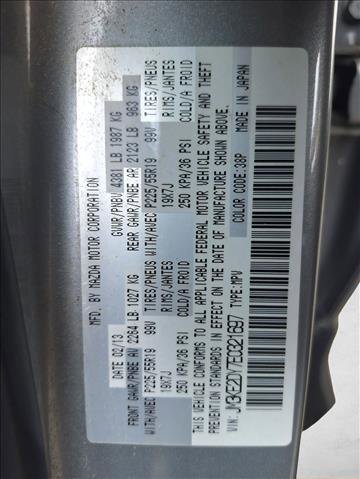 MFD. BY MAZDA MOTOR CORPORATION
DATE 02/13 GVWR/PNBV 4381 LB 1987 KG
FRONT GAWR/PNBE AV 2264 LB 1027 KG REAR GAWR/PNBE AR 2123 LB 963 KG
WITH/AVEC P225/55R19 99V TIRES/PNEUS WITH/AVEC P225/55R19 99V TIRES/PNEUS
19X7J RIMS/JANTES 19X7J RIMS/JANTES
250 KPA/36 PSI COLD/A FROID 250 KPA/36 PSI COLD/A FROID
THIS VEHICLE CONFORMS TO ALL APPLICABLE FEDERAL MOTOR VEHICLE SAFETY AND THEFT
PREVENTION STANDARDS IN EFFECT ON THE DATE OF MANUFACTURE SHOWN ABOVE.
VIN: TYPE: MPV COLOR CODE: 38P MADE IN JAPAN